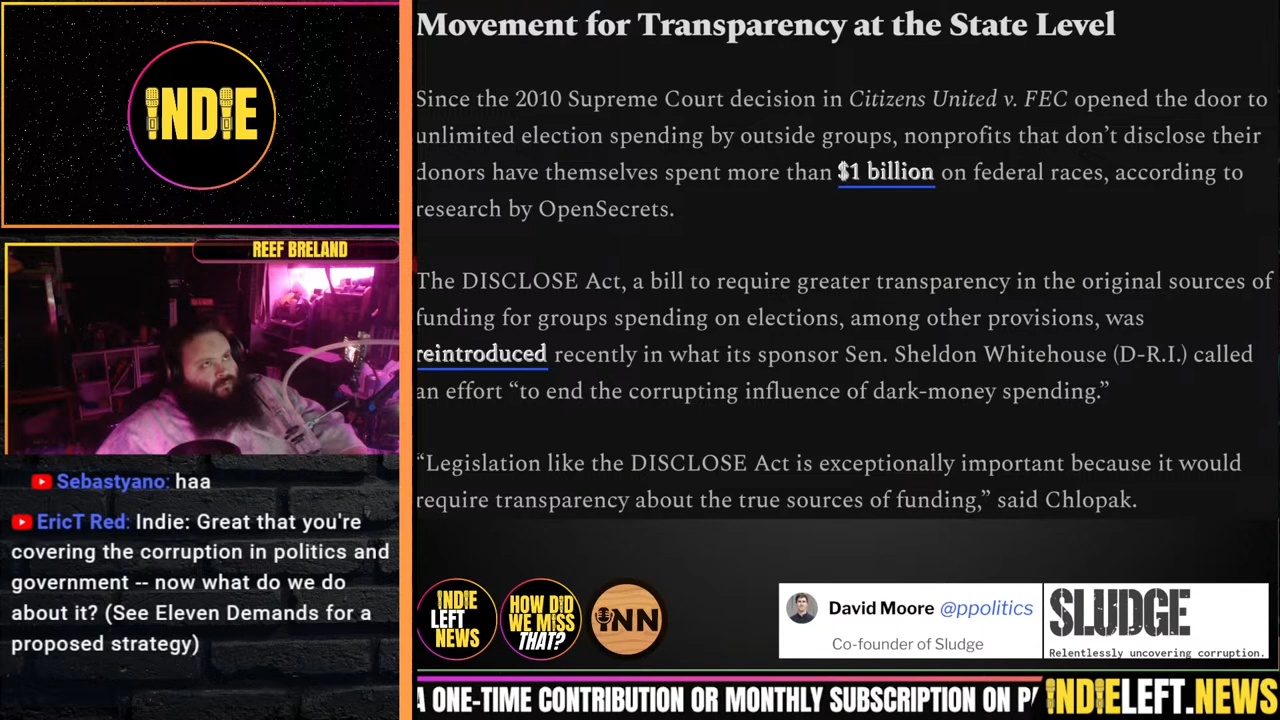 INDIE
REEF BRELAND
Sebastyano: haa
EricT Red: Indie: Great that you're
covering the corruption in politics and
government -- now what do we do
about it? (See Eleven Demands for a
proposed strategy)
Movement for Transparency at the State Level
Since the 2010 Supreme Court decision in Citizens United v. FEC opened the door to
unlimited election spending by outside groups, nonprofits that don’t disclose their
donors have themselves spent more than $1 billion on federal races, according to
research by OpenSecrets.
The DISCLOSE Act, a bill to require greater transparency in the original sources of
funding for groups spending on elections, among other provisions, was
reintroduced recently in what its sponsor Sen. Sheldon Whitehouse (D-R.I.) called
an effort “to end the corrupting influence of dark-money spending.”
“Legislation like the DISCLOSE Act is exceptionally important because it would
require transparency about the true sources of funding,” said Chlopak.
INDIE
LEFT
NEWS
HOW DID
WE MISS
THAT?
INN
David Moore @ppolitics
Co-founder of Sludge
SLUDGE
Relentlessly uncovering corruption.
A ONE-TIME CONTRIBUTION OR MONTHLY SUBSCRIPTION ON
INDIELEFT.NEWS